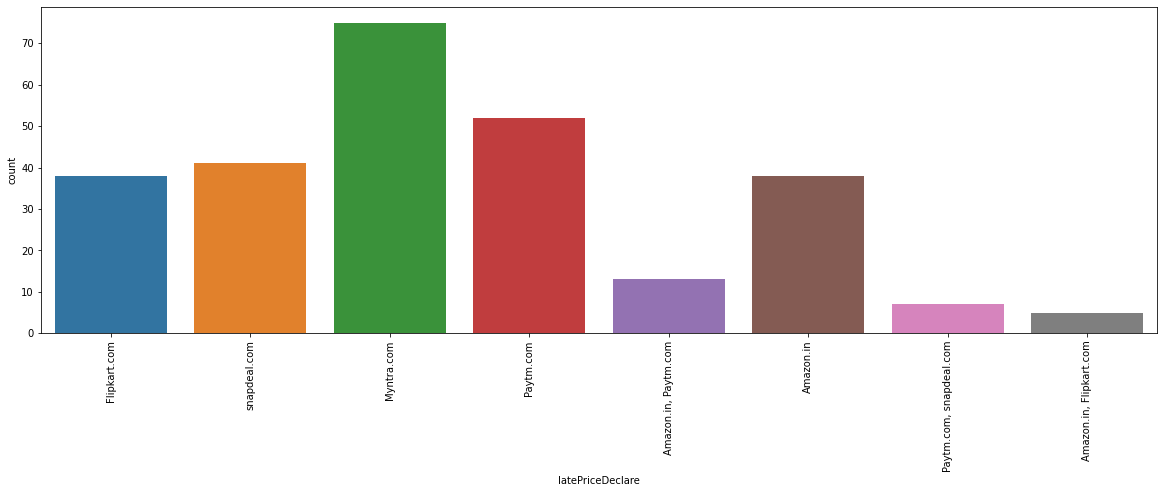 70
60
50
40
30
20
10
0
count
Flipkart.com
snapdeal.com
Myntra.com
Paytm.com
Amazon.in, Paytm.com
Amazon.in
Paytm.com, snapdeal.com
Amazon.in, Flipkart.com
latePriceDeclare